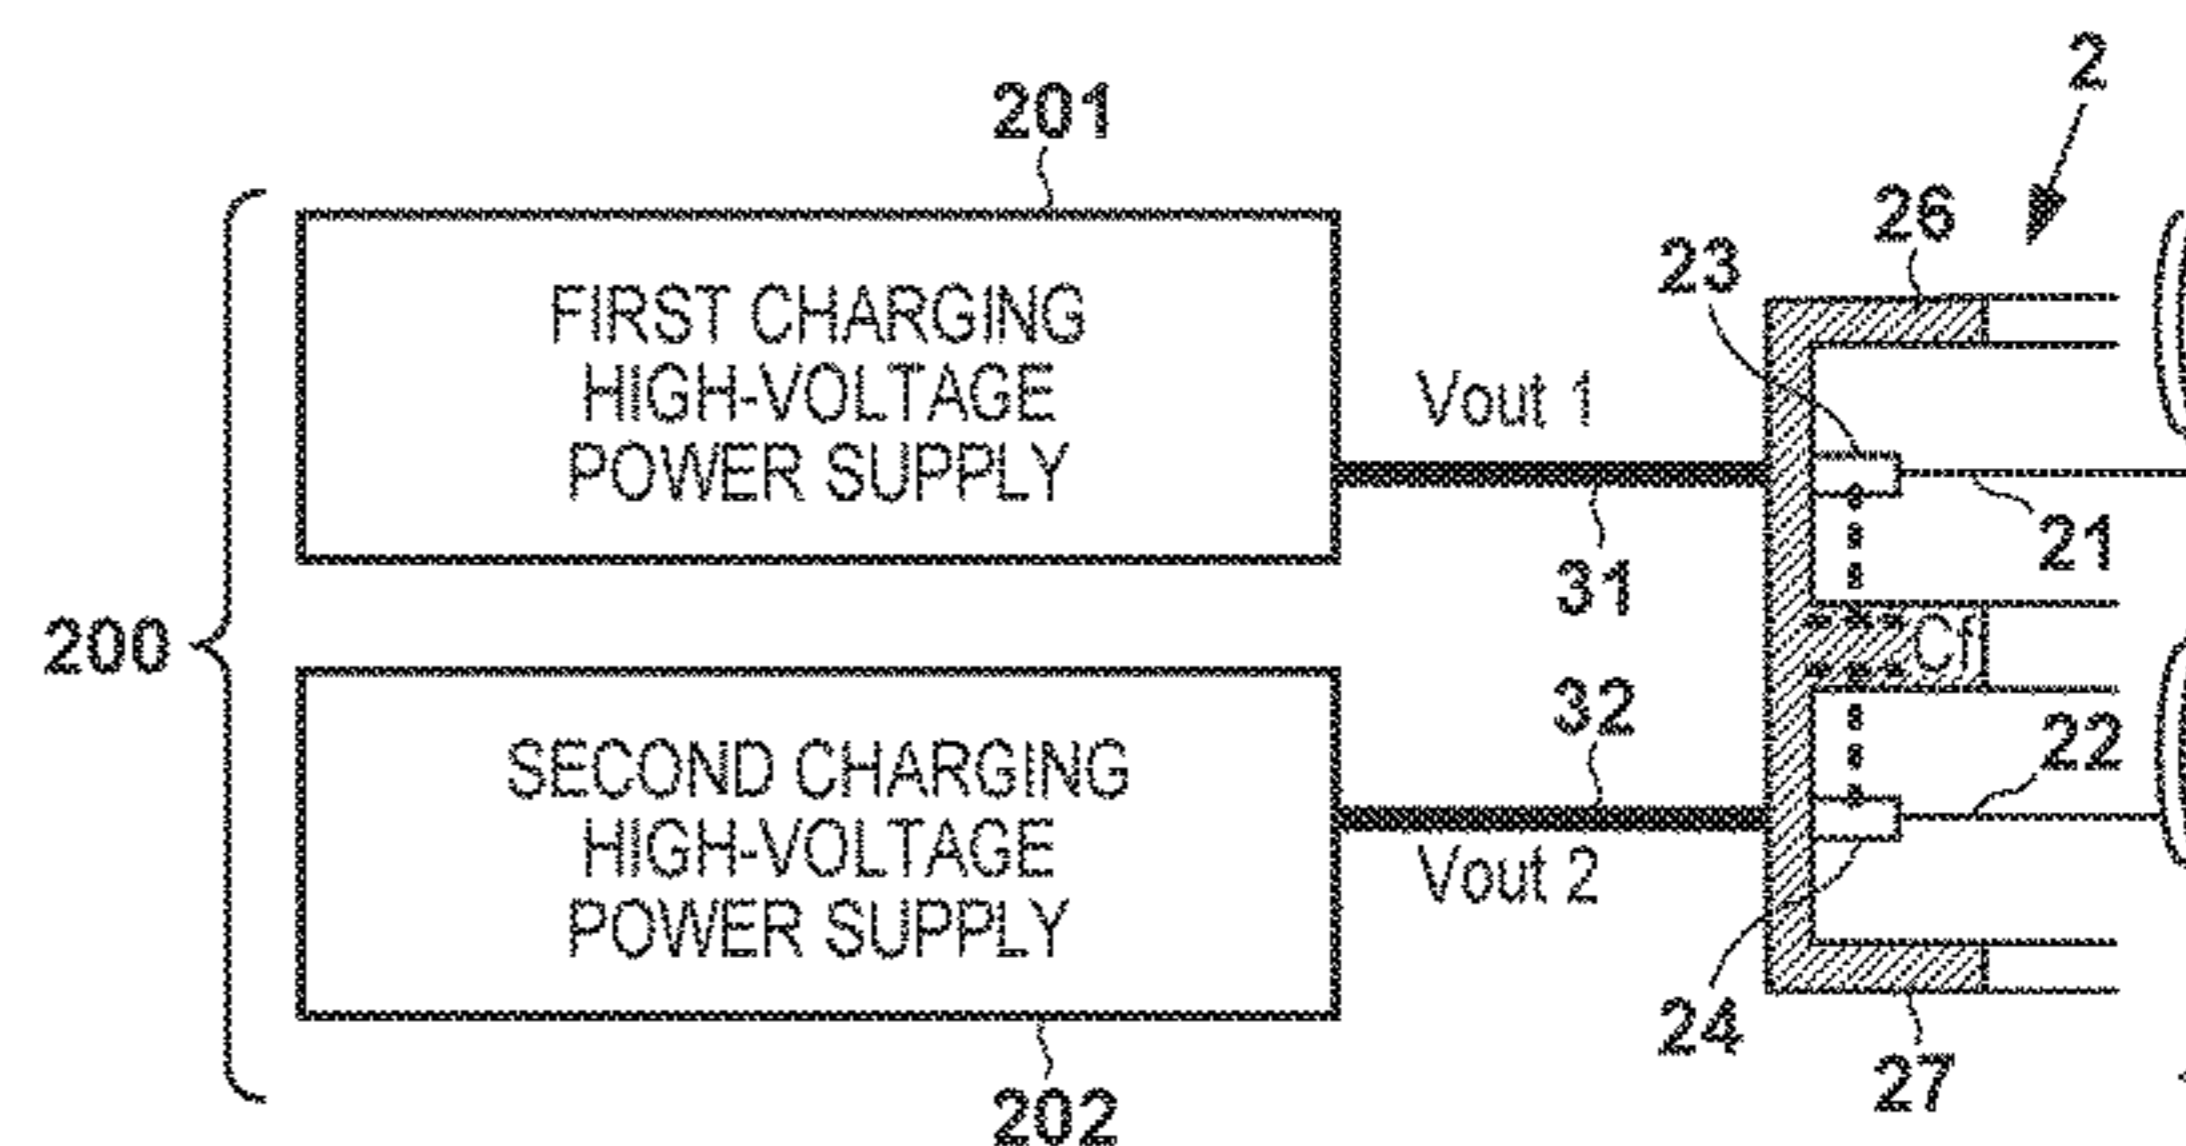 2
201
26
23
FIRST CHARGING
HIGH-VOLTAGE
POWER SUPPLY
Vout 1
21
31
200
Cf
32
22
SECOND CHARGING
HIGH-VOLTAGE
POWER SUPPLY
Vout 2
24
27
202